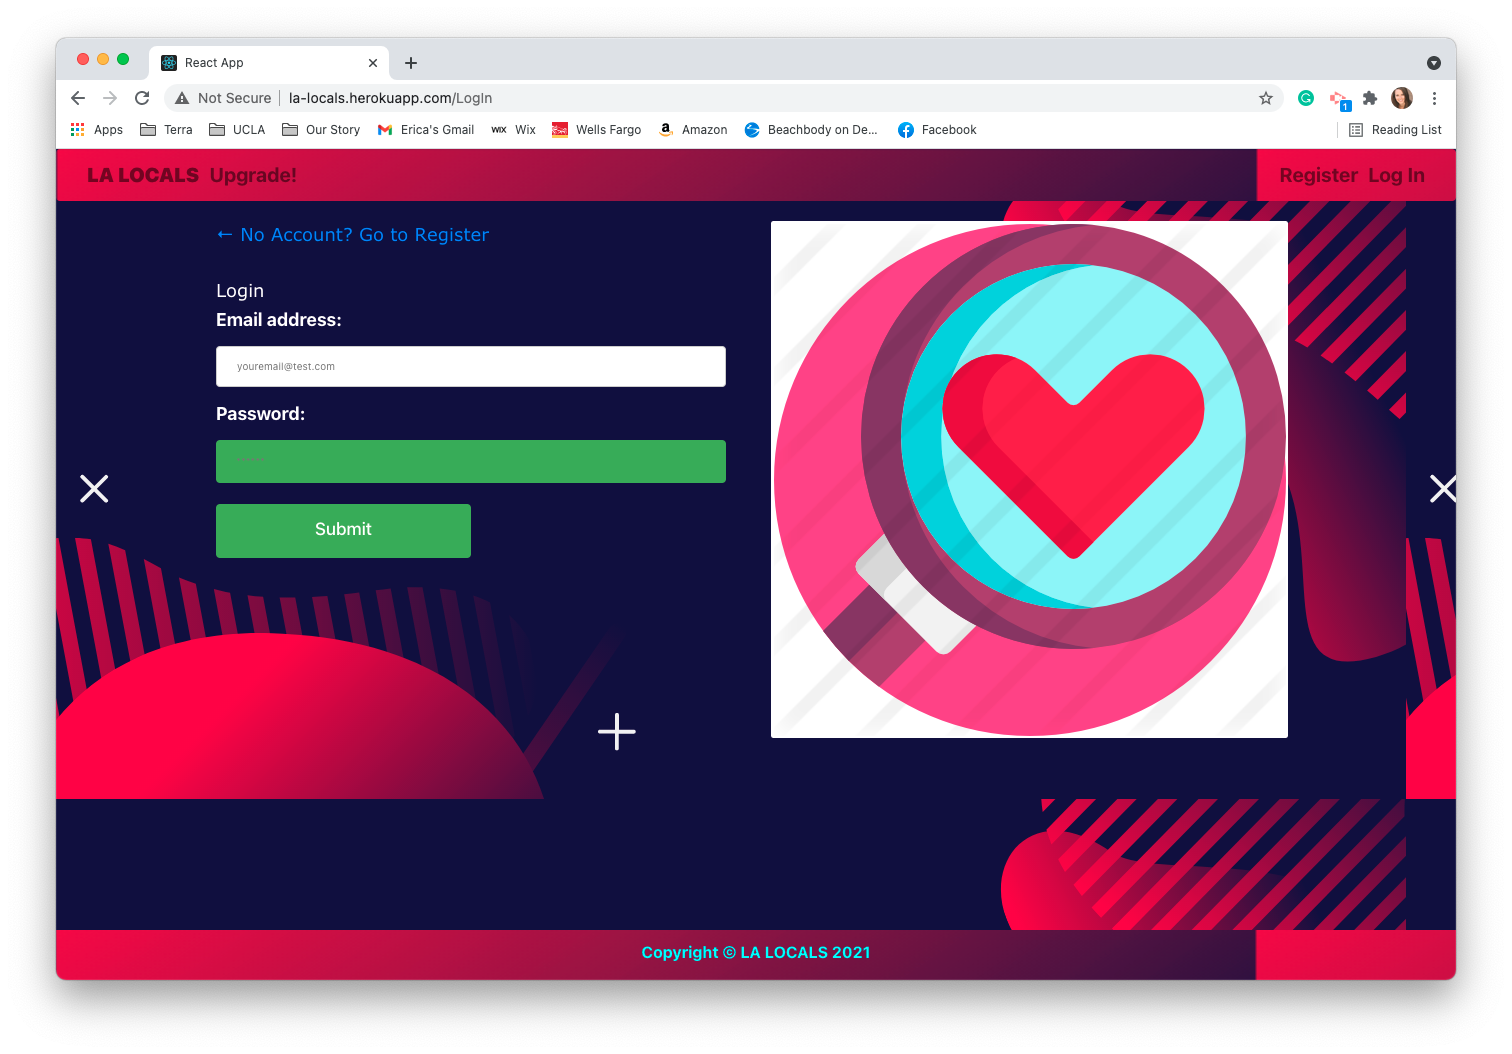 React App
Not Secure la-locals.herokuapp.com/LogIn
1
Apps Terra UCLA Our Story Erica's Gmail WIX Wix Wells Fargo a Amazon Beachbody on De... Facebook Reading List
LA LOCALS Upgrade! Register Log In
← No Account? Go to Register
Login
Email address:
youremail@test.com
Password:
******
Submit
Copyright © LA LOCALS 2021